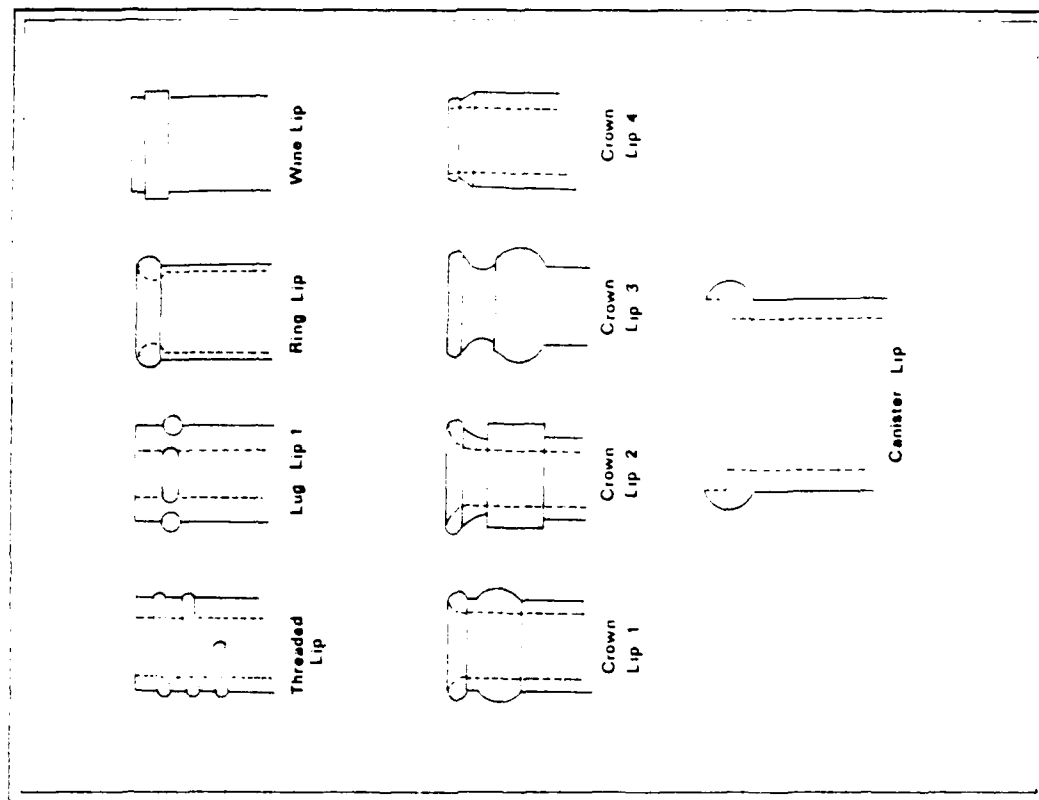 Threaded
Lip
Lug Lip 1
Ring Lip
Wine Lip
Crown
Lip 1
Crown
Lip 2
Crown
Lip 3
Crown
Lip 4
Canister Lip